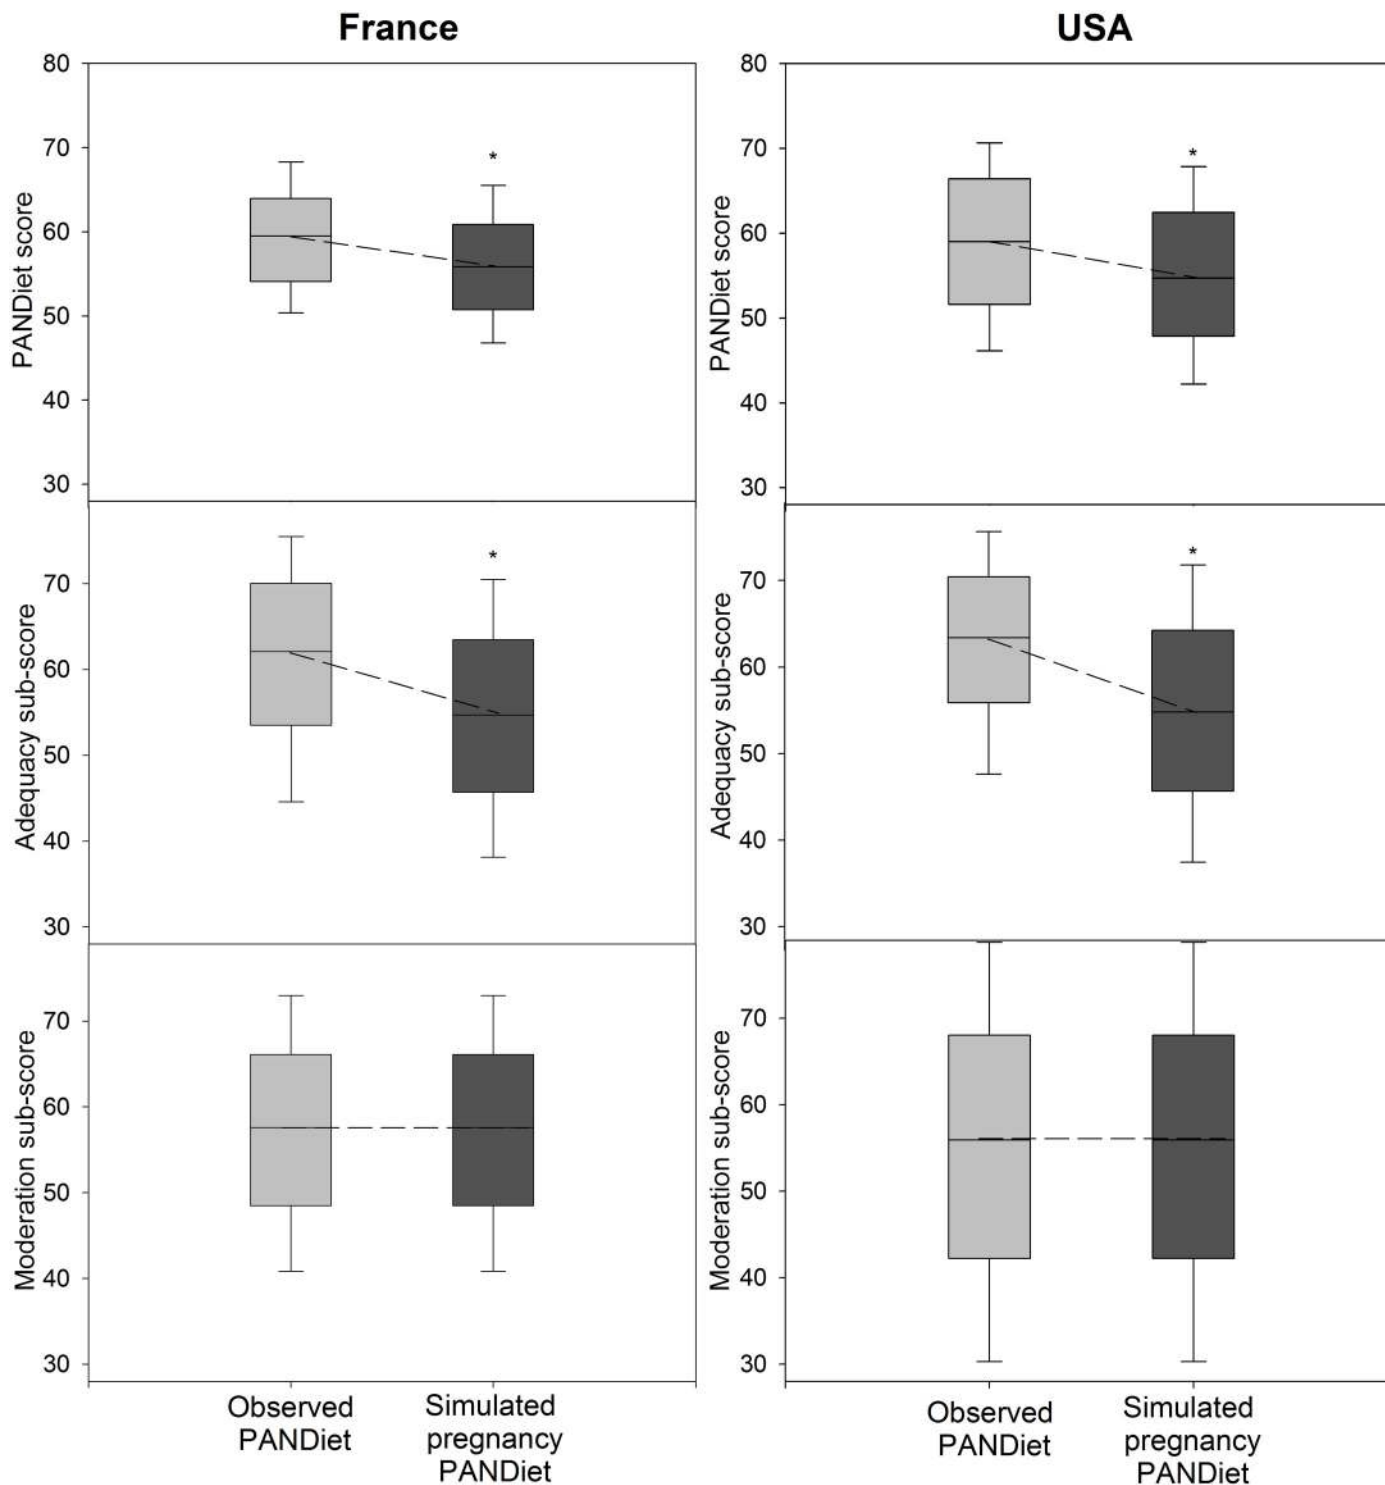 France
USA
80
70
60
50
40
30
PANDiet score
*
80
70
60
50
40
30
PANDiet score
*
70
60
50
40
30
Adequacy sub-score
*
70
60
50
40
30
Adequacy sub-score
*
70
60
50
40
30
Moderation sub-score
70
60
50
40
30
Moderation sub-score
Observed
PANDiet
Simulated
pregnancy
PANDiet
Observed
PANDiet
Simulated
pregnancy
PANDiet